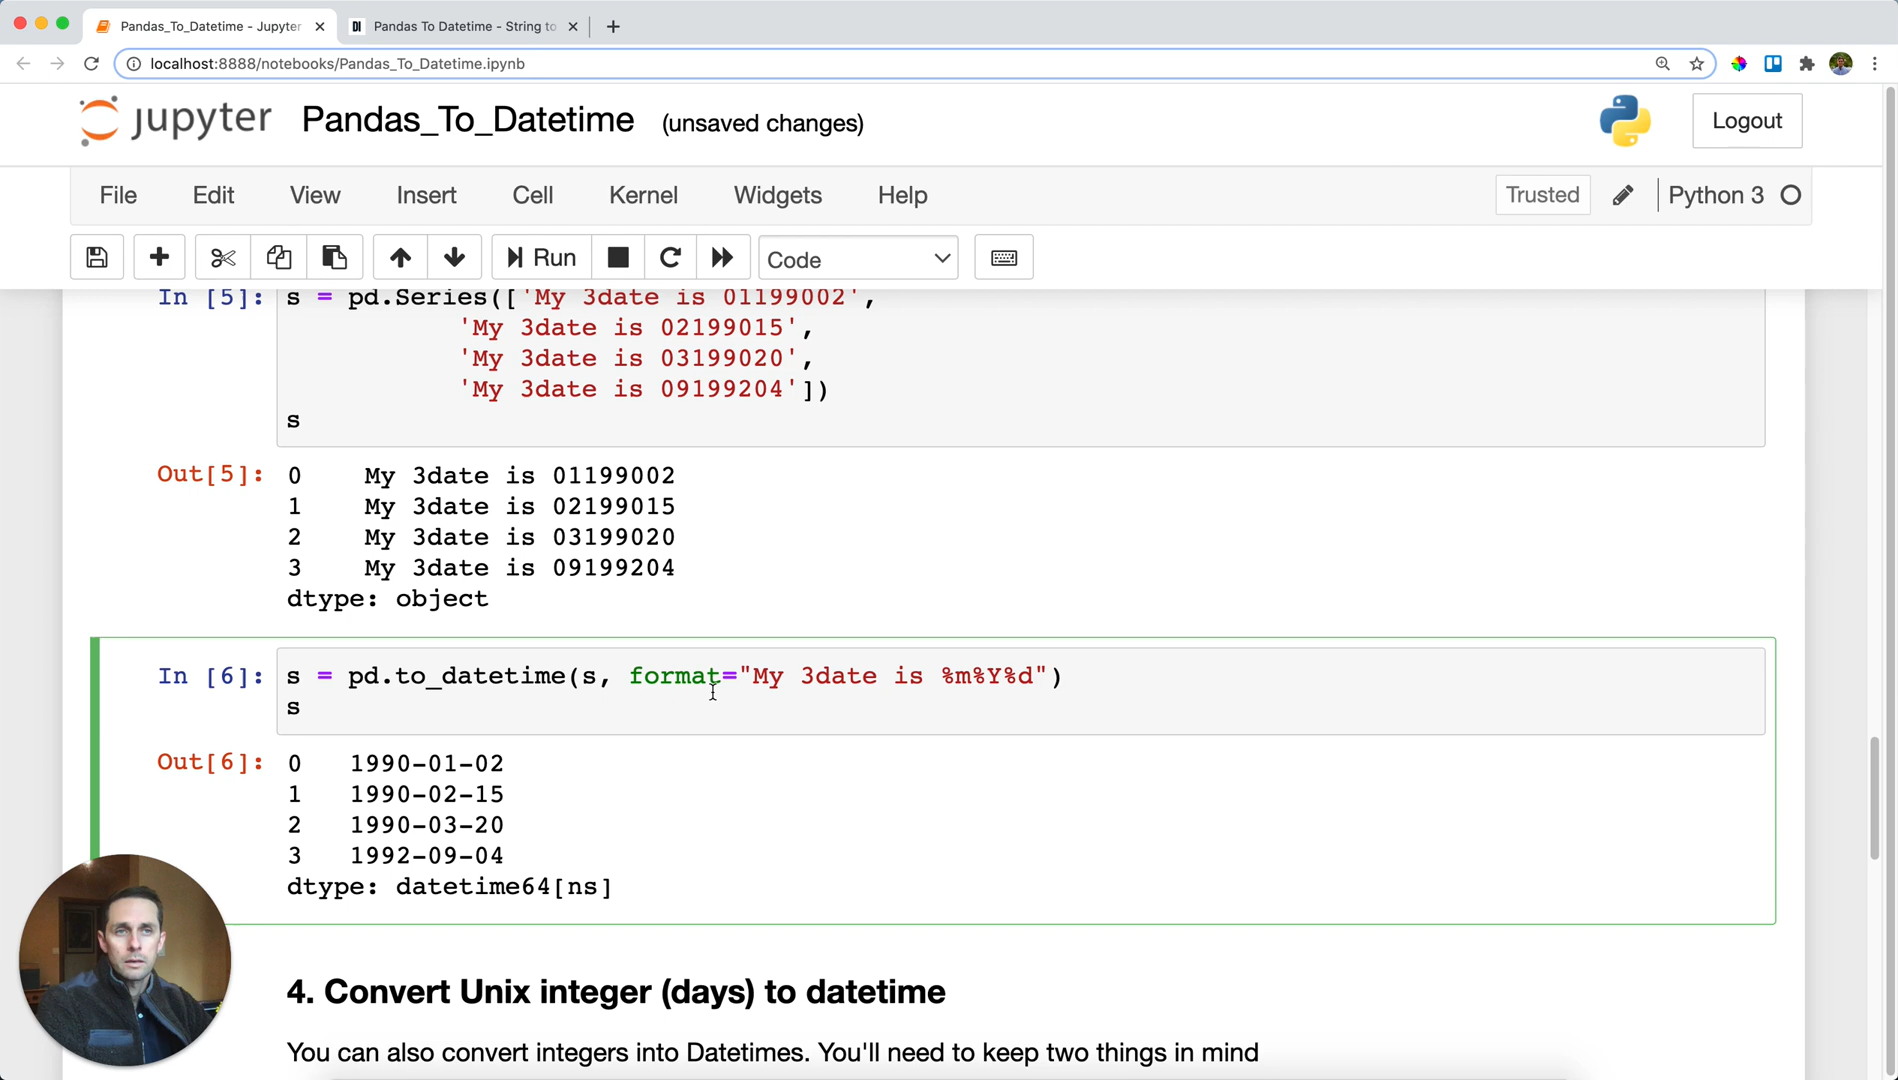 Pandas_To_Datetime - Jupyter
DI Pandas To Datetime - String to
localhost:8888/notebooks/Pandas_To_Datetime.ipynb
jupyter Pandas_To_Datetime (unsaved changes) Logout
File Edit View Insert Cell Kernel Widgets Help Trusted Python 3
Run Code
In [5]: s = pd.Series(['My 3date is 01199002',
'My 3date is 02199015',
'My 3date is 03199020',
'My 3date is 09199204'])
s
Out[5]: 0 My 3date is 01199002
1 My 3date is 02199015
2 My 3date is 03199020
3 My 3date is 09199204
dtype: object
In [6]: s = pd.to_datetime(s, format="My 3date is %m%Y%d")
s
Out[6]: 0 1990-01-02
1 1990-02-15
2 1990-03-20
3 1992-09-04
dtype: datetime64[ns]
4. Convert Unix integer (days) to datetime
You can also convert integers into Datetimes. You'll need to keep two things in mind